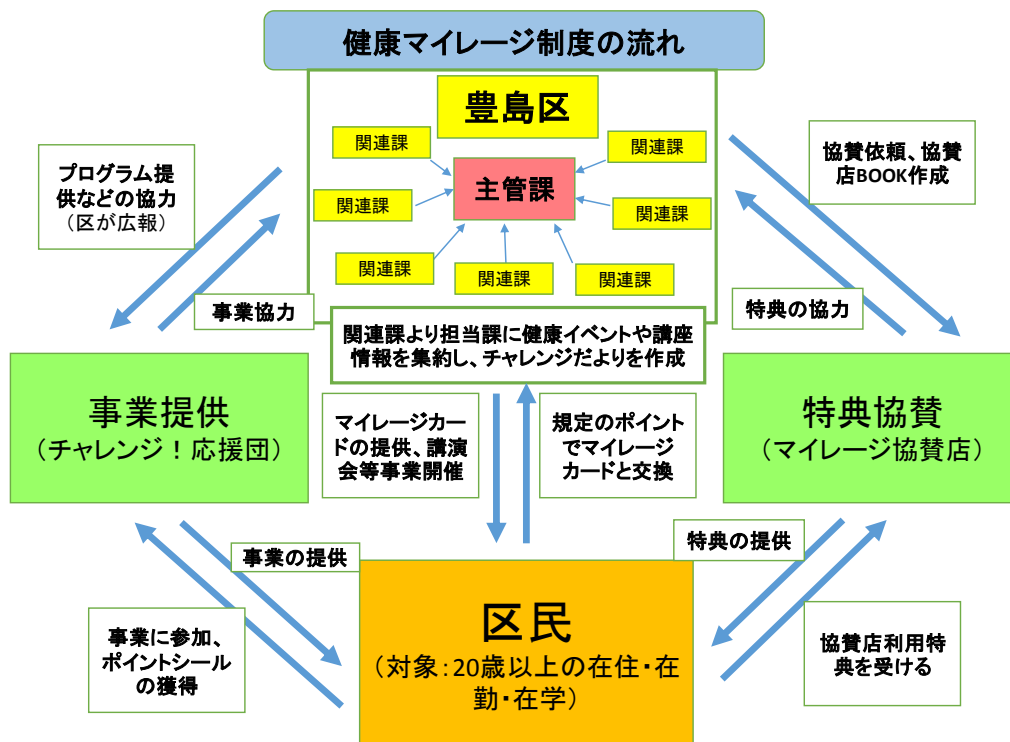 健康マイレージ制度の流れ
豊島区
関連課
関連課
主管課
関連課
関連課
関連課
関連課
関連課
プログラム提
供などの協力
（区が広報）
協賛依頼、協賛
店BOOK作成
事業協力
特典の協力
関連課より担当課に健康イベントや講座
情報を集約し、チャレンジだよりを作成
事業提供
（チャレンジ！応援団）
マイレージカー
ドの提供、講演
会等事業開催
規定のポイント
でマイレージ
カードと交換
特典協賛
（マイレージ協賛店）
事業の提供
特典の提供
事業に参加、
ポイントシール
の獲得
区民
（対象：20歳以上の在住・在
勤・在学）
協賛店利用特
典を受ける